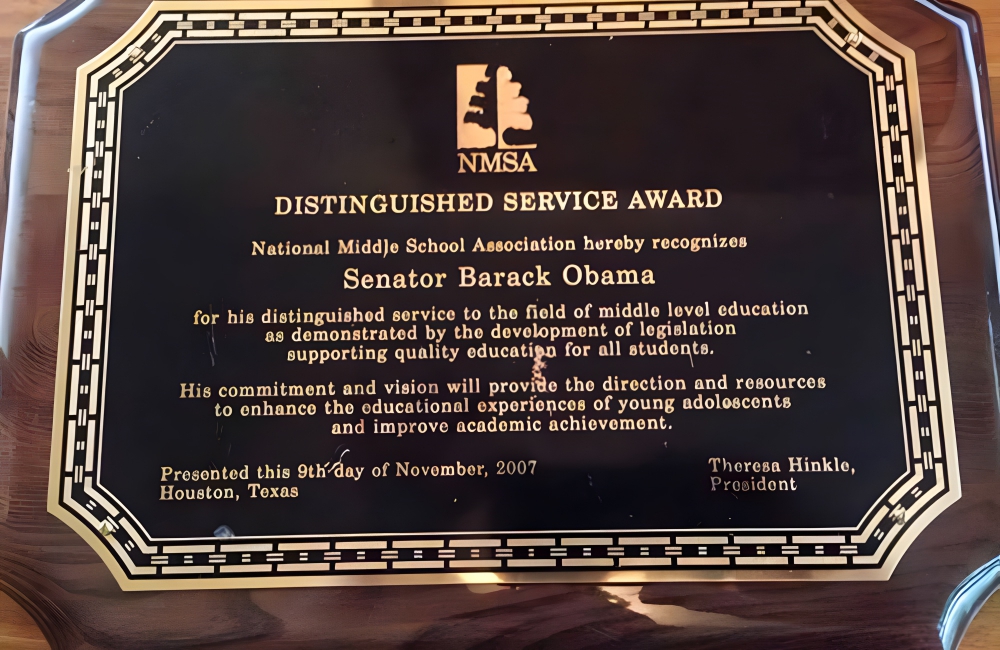 NMSA
DISTINGUISHED SERVICE AWARD
National Middle School Association hereby recognizes
Senator Barack Obama
for his distinguished service to the field of middle level education
as demonstrated by the development of legislation
supporting quality education for all students.
His commitment and vision will provide the direction and resources
to enhance the educational experiences of young adolescents
and improve academic achievement.
Presented this 9th day of November, 2007
Houston, Texas
Theresa Hinkle,
President